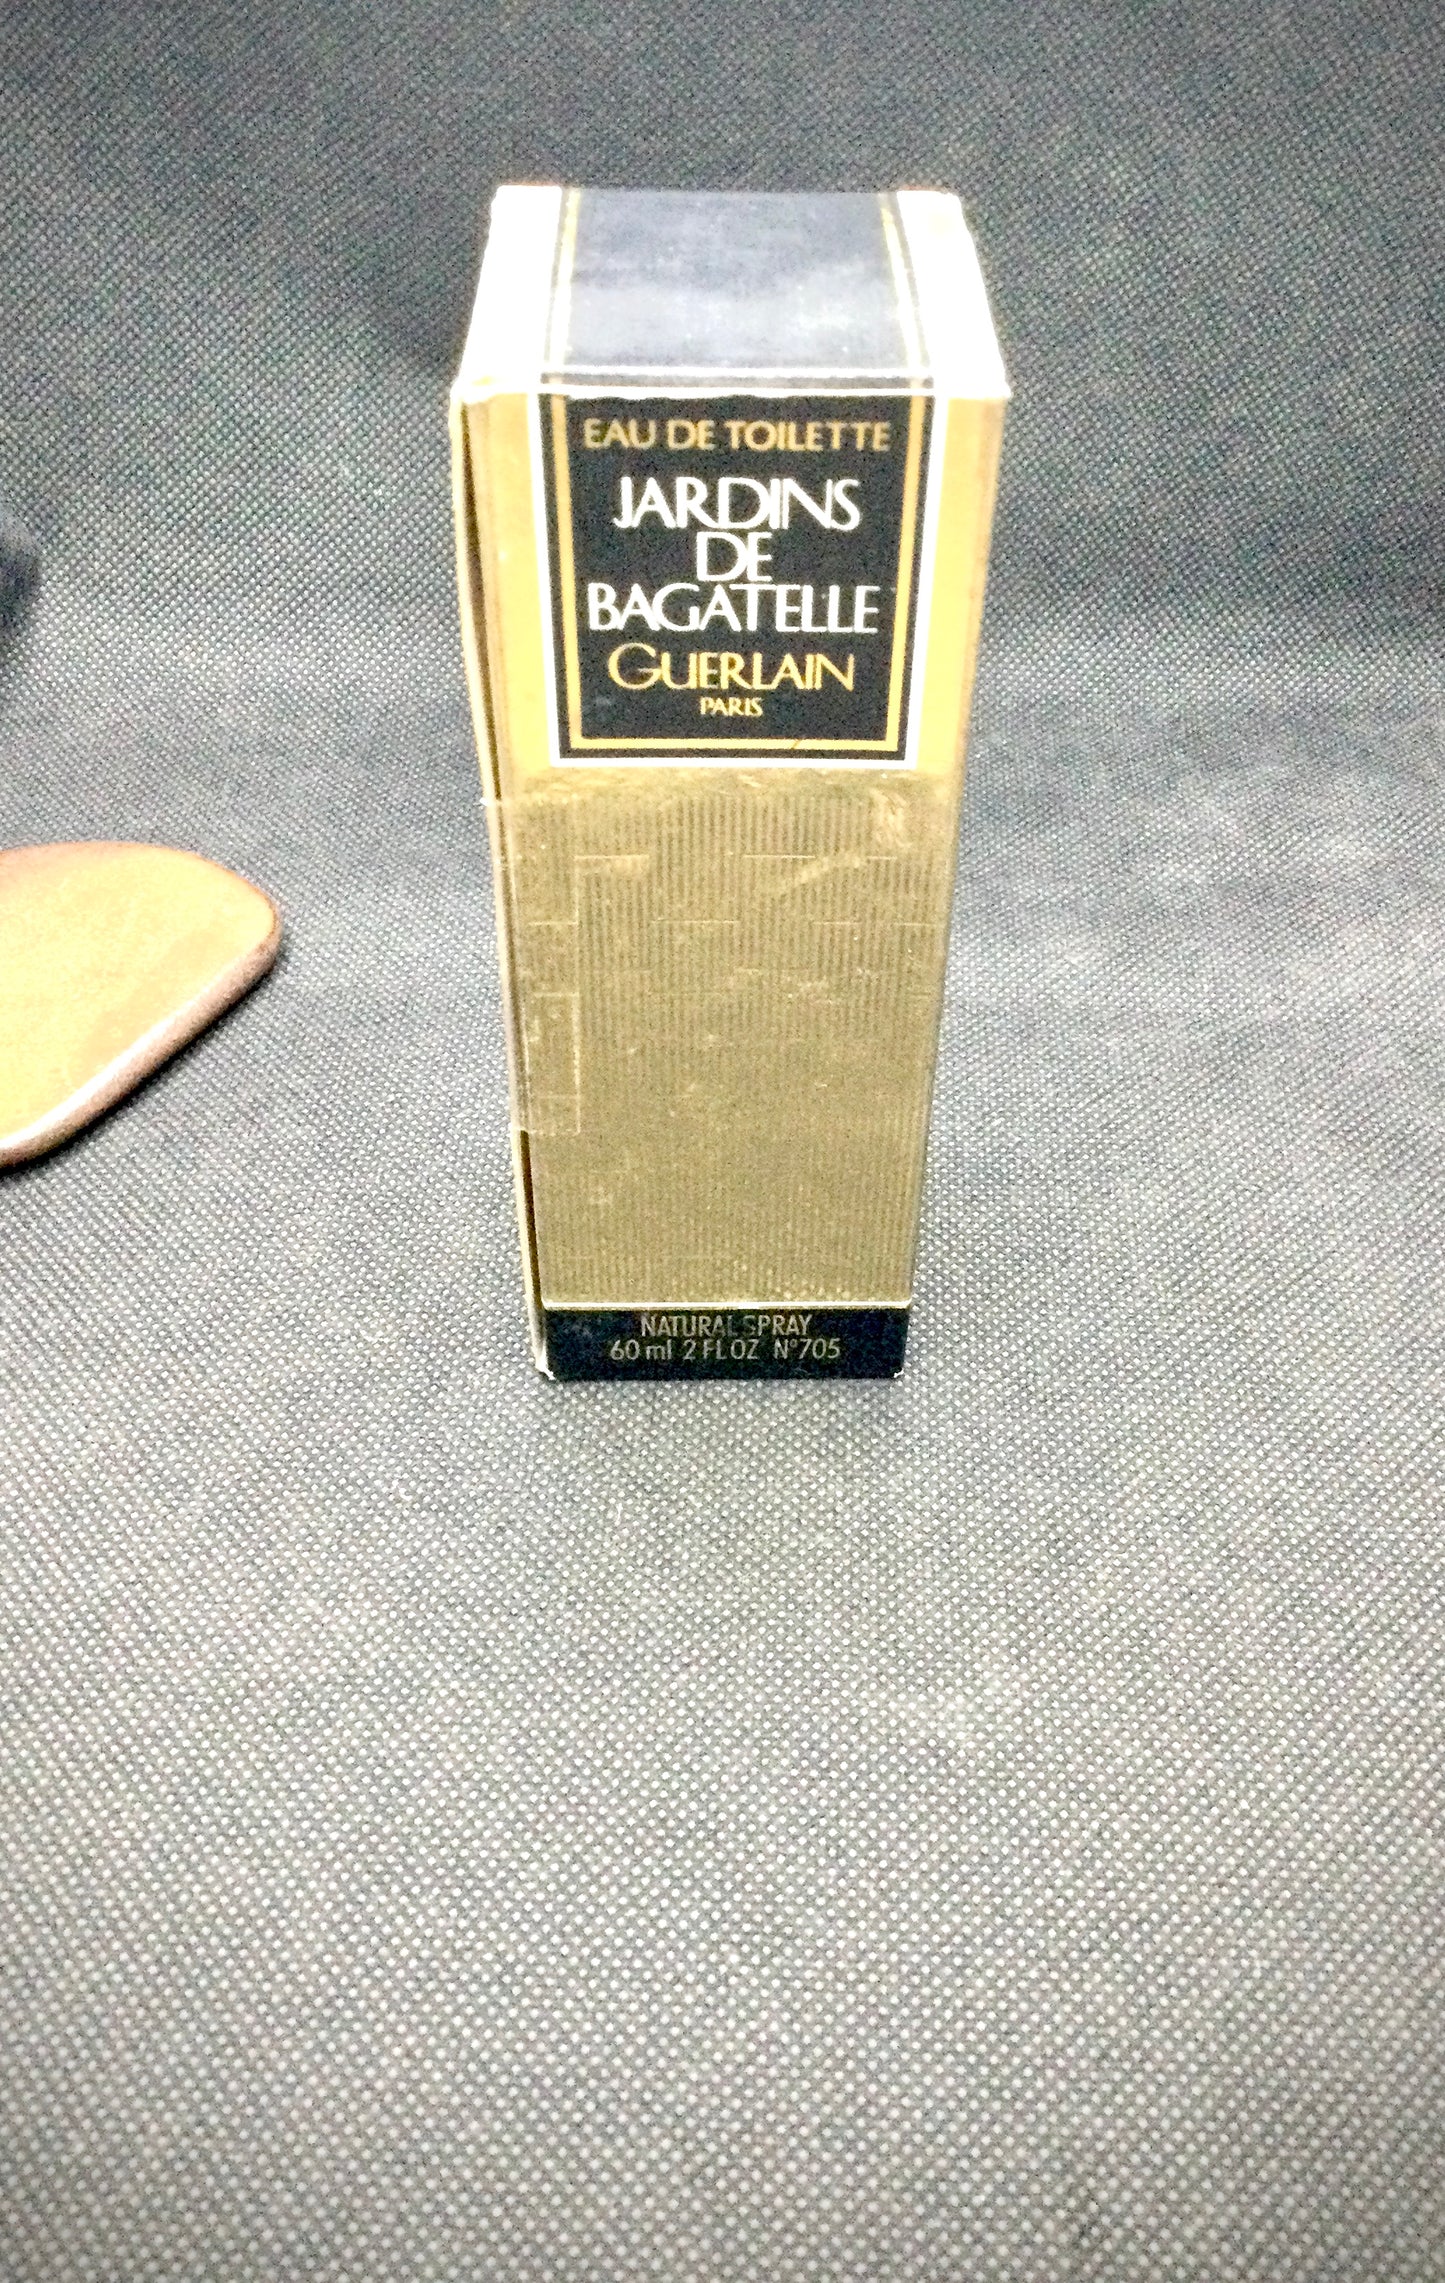 EAU DE TOILETTE
JARDINS
DE
BAGATELLE
GUERLAIN
PARIS
NATURAL SPRAY
60 ml 2 FL OZ N°705